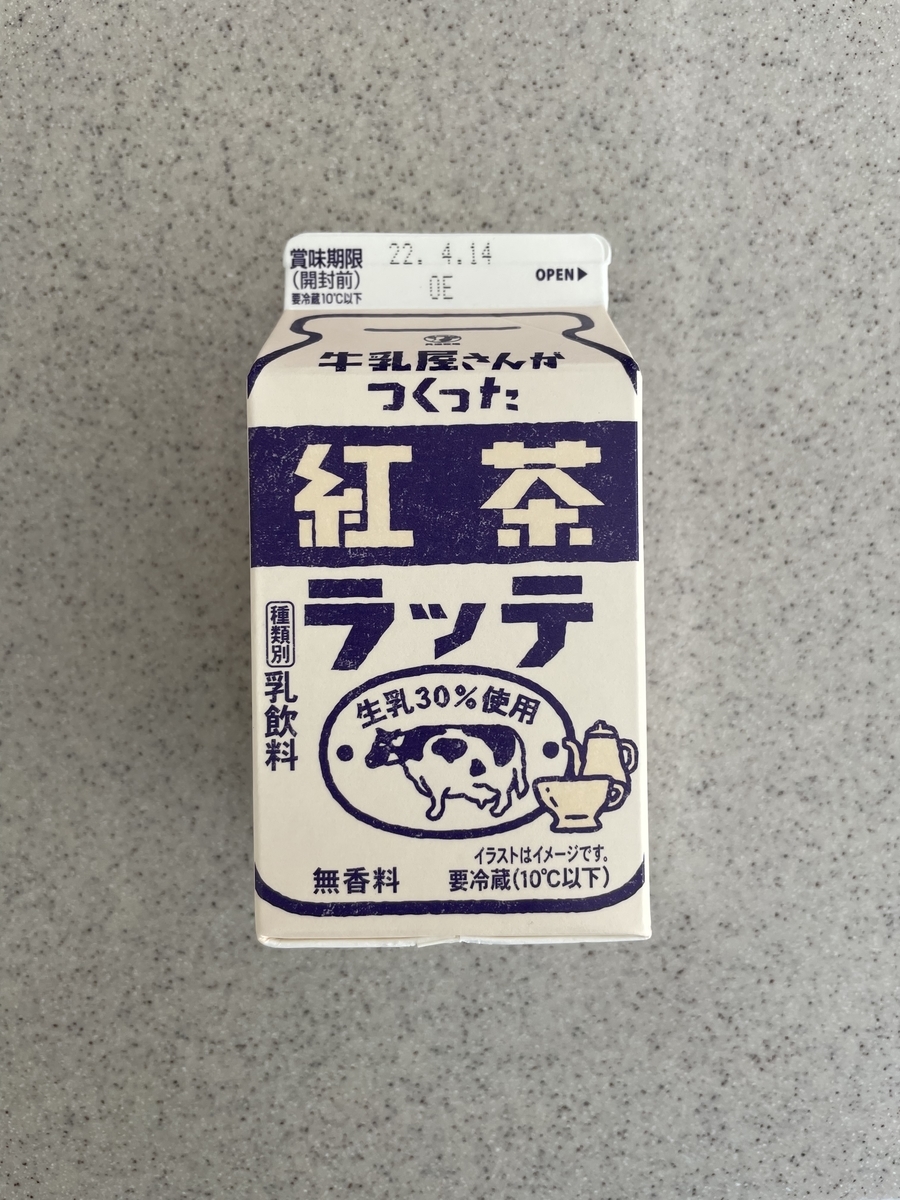 賞味期限
(開封前)
要冷蔵10℃以下
22. 4.14
OE
OPEN▶
牛乳屋さんが
つくった
紅茶
ラッテ
種類別
乳飲料
生乳30%使用
イラストはイメージです。
無香料
要冷蔵(10℃以下)